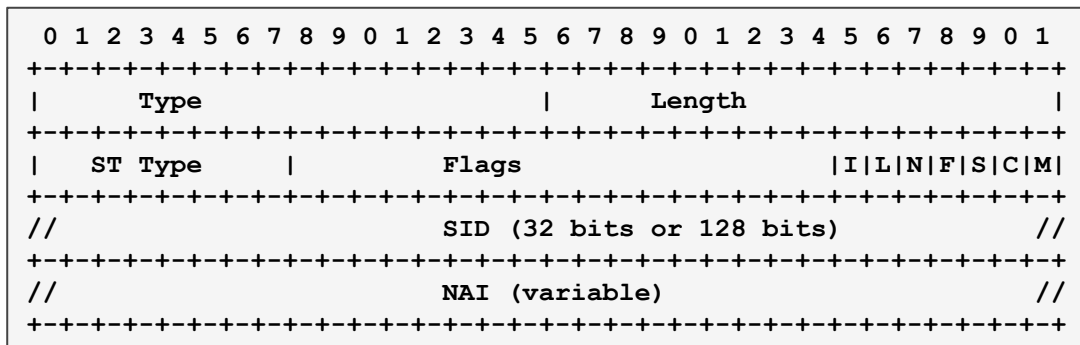 0 1 2 3 4 5 6 7 8 9 0 1 2 3 4 5 6 7 8 9 0 1 2 3 4 5 6 7 8 9 0 1
+-+-+-+-+-+-+-+-+-+-+-+-+-+-+-+-+-+-+-+-+-+-+-+-+-+-+-+-+-+-+-+-+
|      Type                     |      Length                   |
+-+-+-+-+-+-+-+-+-+-+-+-+-+-+-+-+-+-+-+-+-+-+-+-+-+-+-+-+-+-+-+-+
|   ST Type     |         Flags                   |I|L|N|F|S|C|M|
+-+-+-+-+-+-+-+-+-+-+-+-+-+-+-+-+-+-+-+-+-+-+-+-+-+-+-+-+-+-+-+-+
//                        SID (32 bits or 128 bits)            //
+-+-+-+-+-+-+-+-+-+-+-+-+-+-+-+-+-+-+-+-+-+-+-+-+-+-+-+-+-+-+-+-+
//                        NAI (variable)                       //
+-+-+-+-+-+-+-+-+-+-+-+-+-+-+-+-+-+-+-+-+-+-+-+-+-+-+-+-+-+-+-+-+